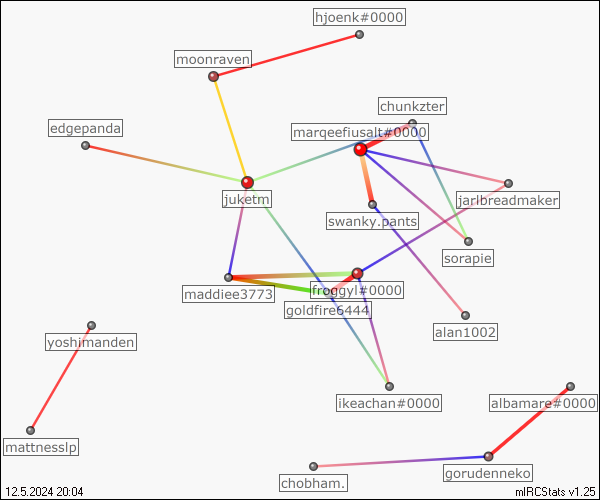 hjoenk#0000
moonraven
chunkzter
edgepanda
marqeefiusalt#0000
juketm
jarlbreadmaker
swanky.pants
sorapie
maddiee3773
froggyl#0000
goldfire6444
alan1002
yoshimanden
ikeachan#0000
albamare#0000
mattnesslp
gorudenneko
chobham.
12.5.2024 20:04
mIRCStats v1.25